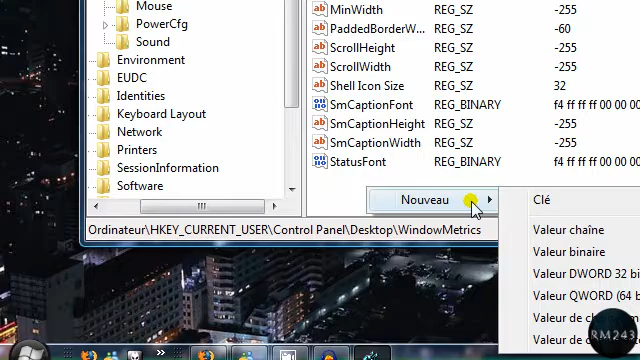 Mouse
PowerCfg
Sound
Environment
EUDC
Identities
Keyboard Layout
Network
Printers
SessionInformation
Software
MinWidth REG_SZ -255
PaddedBorderW... REG_SZ -60
ScrollHeight REG_SZ -255
ScrollWidth REG_SZ -255
Shell Icon Size REG_SZ 32
SmCaptionFont REG_BINARY f4 ff ff ff 00 00 00
SmCaptionHeight REG_SZ -255
SmCaptionWidth REG_SZ -255
StatusFont REG_BINARY f4 ff ff ff 00 00 00
Nouveau
Clé
Valeur chaîne
Valeur binaire
Valeur DWORD 32 bi
Valeur QWORD (64 b
Valeur de
Valeur de
Ordinateur\HKEY_CURRENT_USER\Control Panel\Desktop\WindowMetrics
RM243